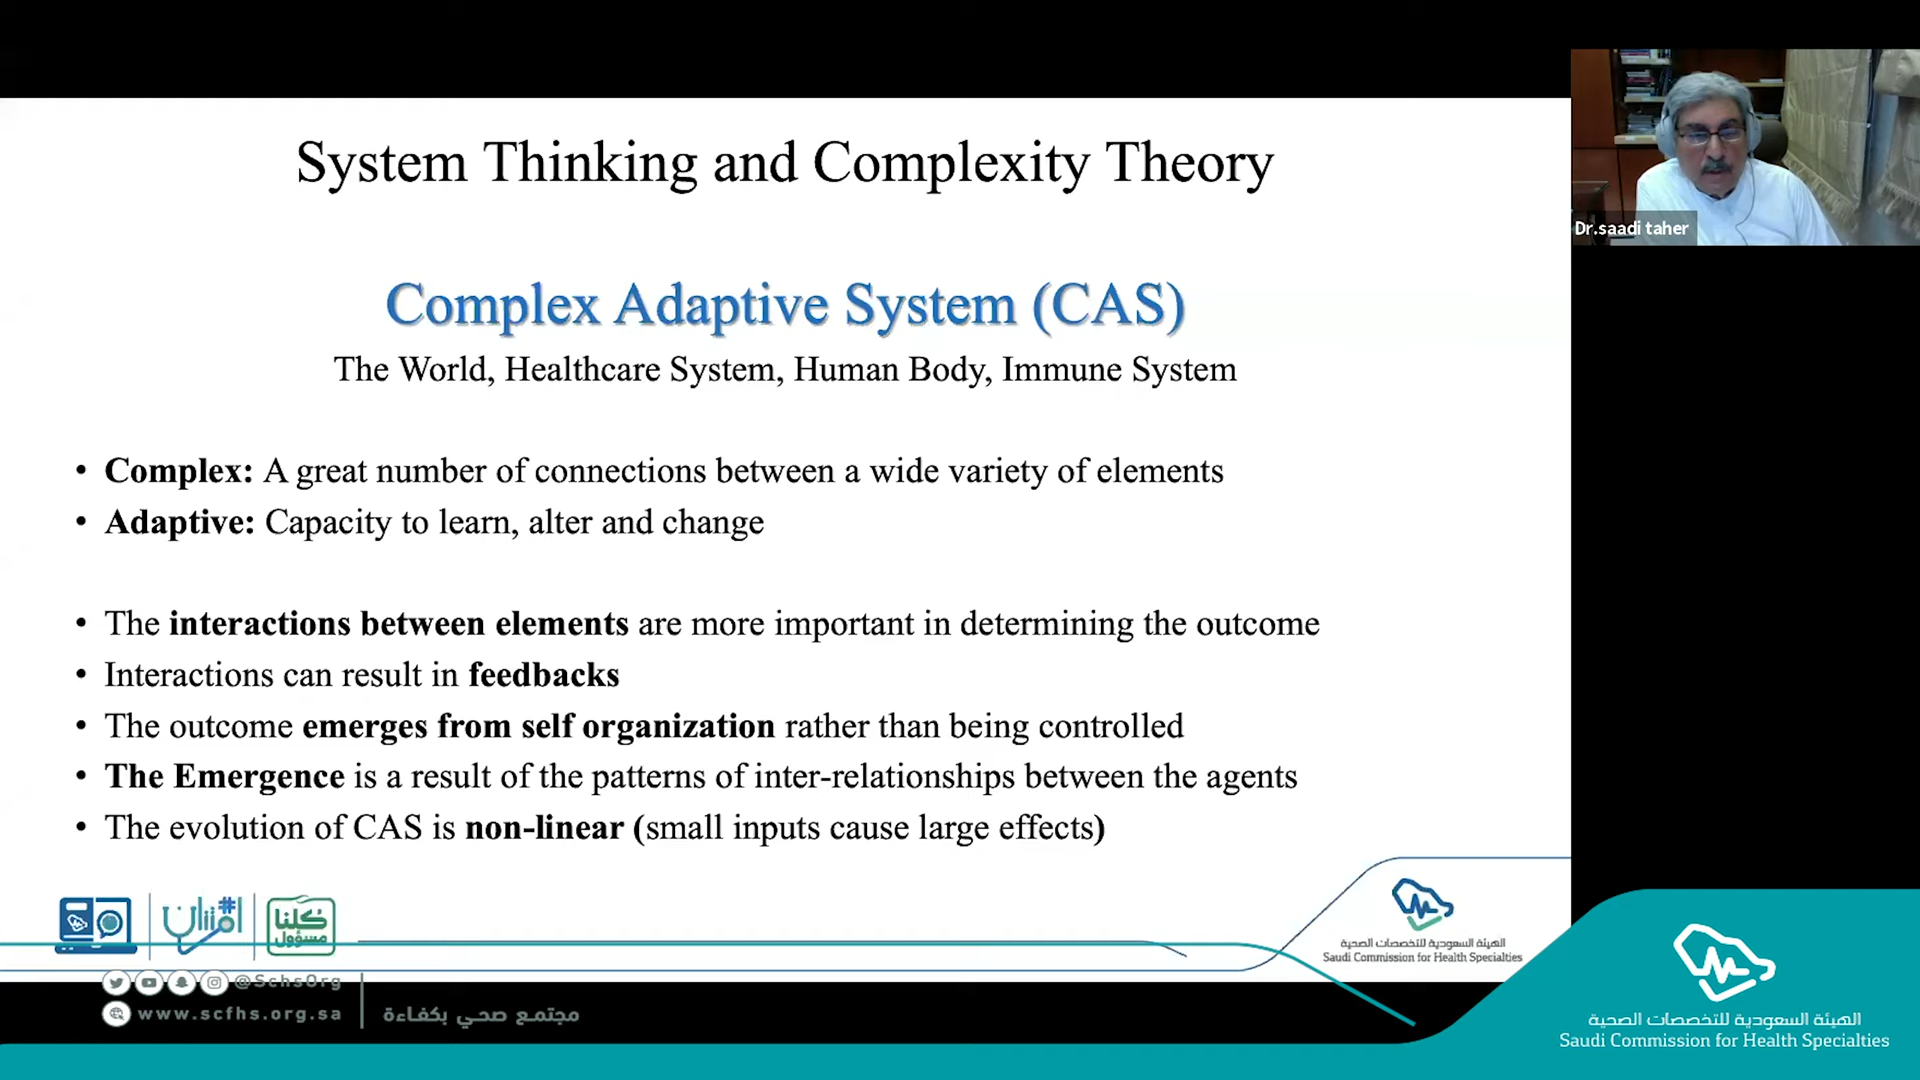 System Thinking and Complexity Theory
Complex Adaptive System (CAS)
The World, Healthcare System, Human Body, Immune System
• Complex: A great number of connections between a wide variety of elements
• Adaptive: Capacity to learn, alter and change
• The interactions between elements are more important in determining the outcome
• Interactions can result in feedbacks
• The outcome emerges from self organization rather than being controlled
• The Emergence is a result of the patterns of inter-relationships between the agents
• The evolution of CAS is non-linear (small inputs cause large effects)
Dr.saadi taher
كلنا
مسؤول
الهيئة السعودية للتخصصات الصحية
Saudi Commission for Health Specialties
@SchsOrg
www.scfhs.org.sa
مجتمع صحي بكفاءة
الهيئة السعودية للتخصصات الصحية
Saudi Commission for Health Specialties